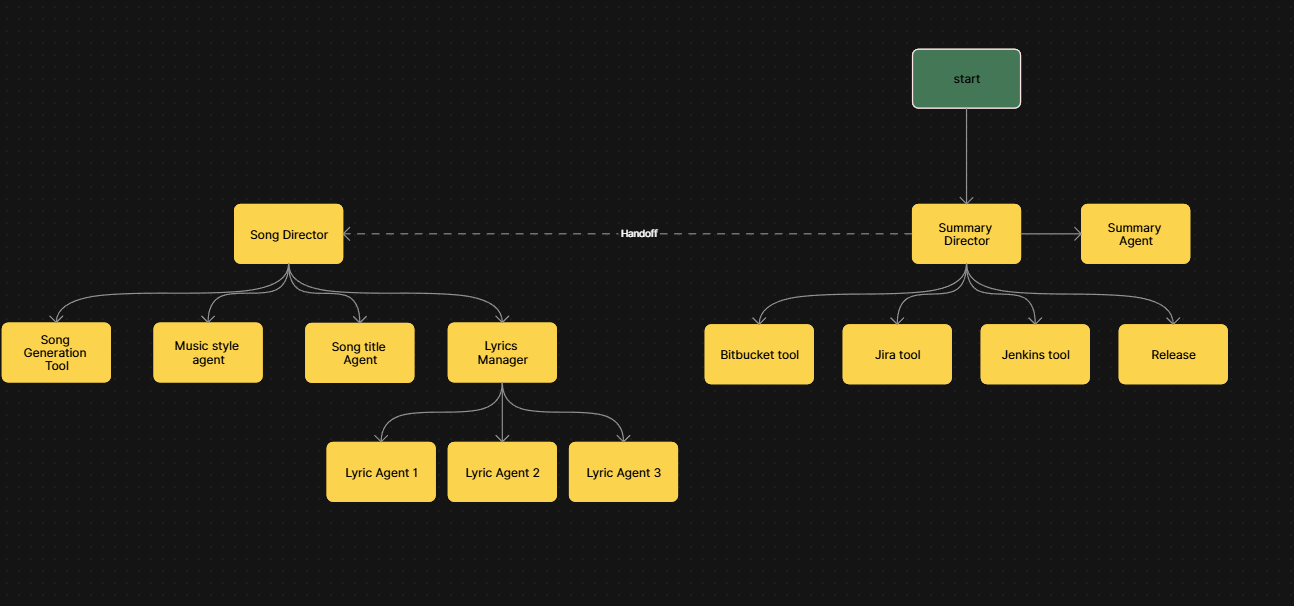 start
Song Director
Handoff
Summary
Director
Summary
Agent
Song
Generation
Tool
Music style
agent
Song title
Agent
Lyrics
Manager
Bitbucket tool
Jira tool
Jenkins tool
Release
Lyric Agent 1
Lyric Agent 2
Lyric Agent 3